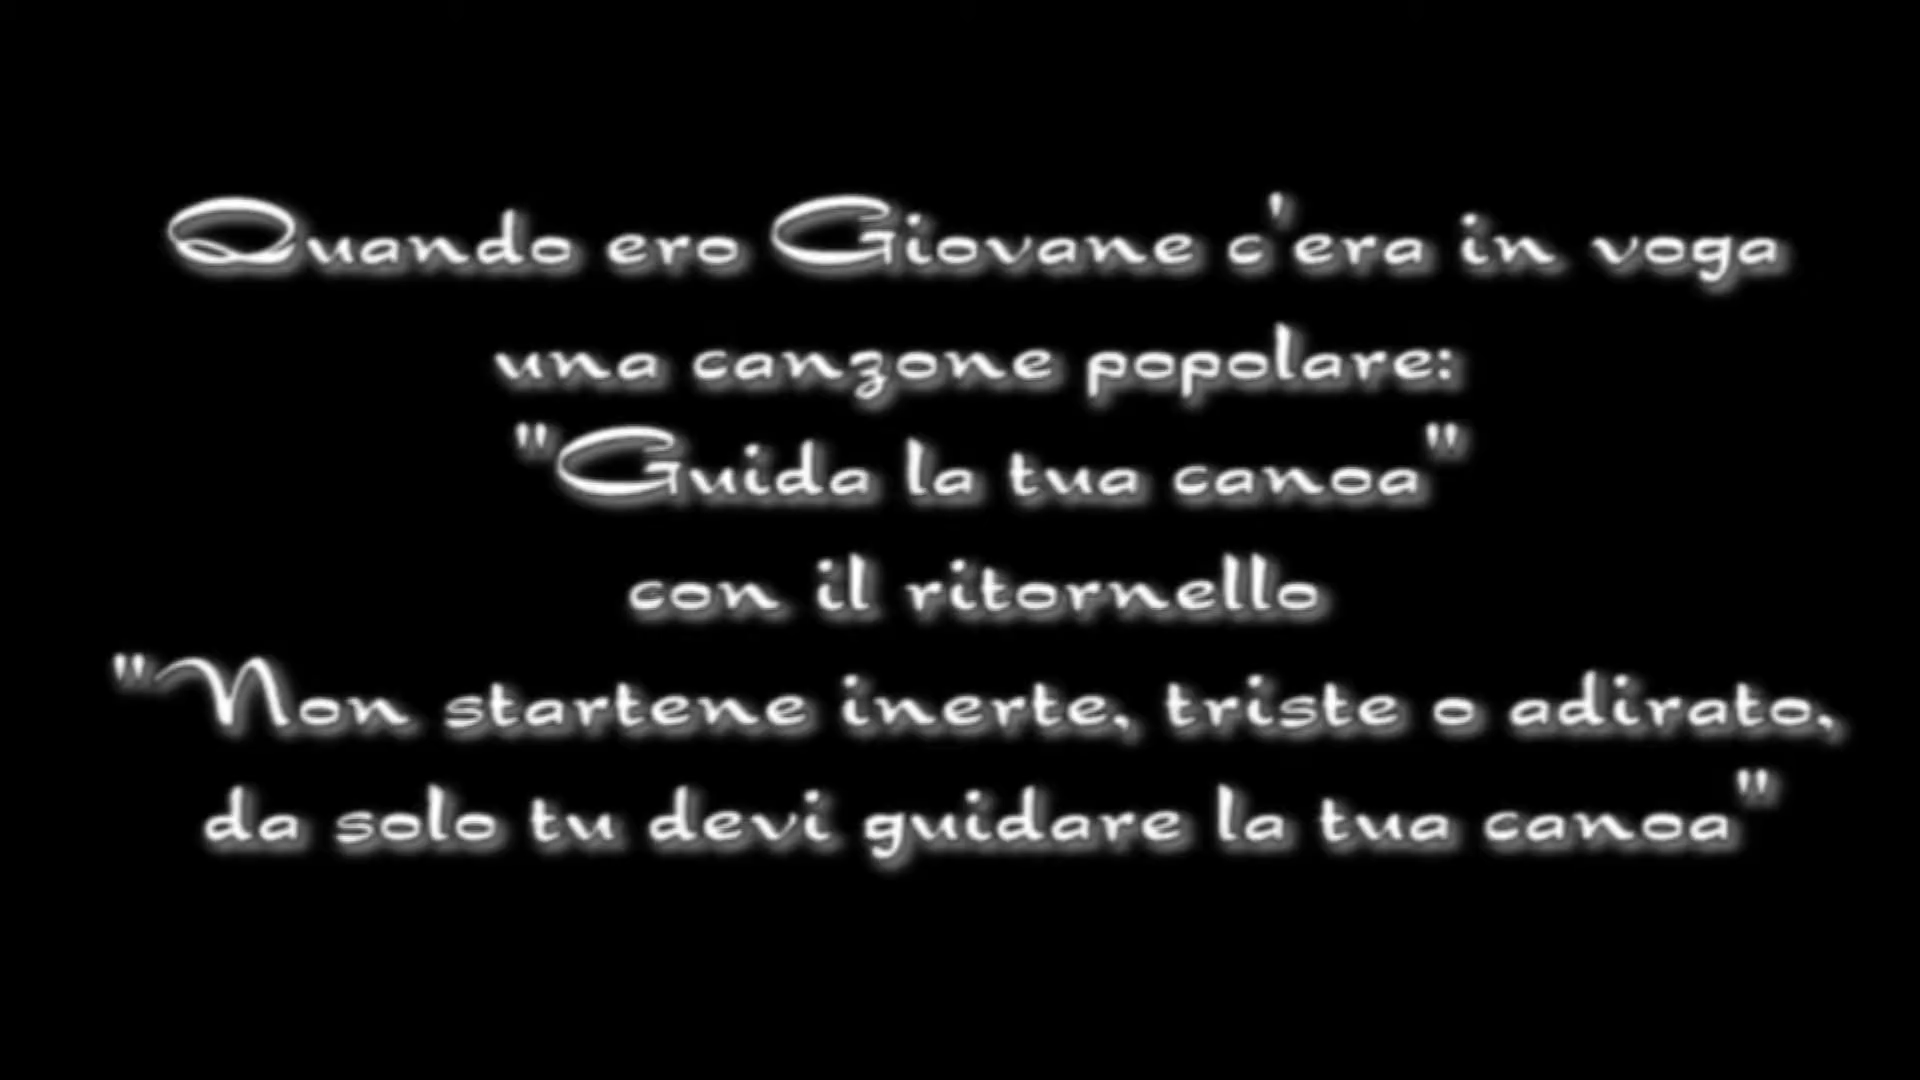 Quando ero Giovane c'era in voga
una canzone popolare:
"Guida la tua canoa"
con il ritornello
"Non startene inerte, triste o adirato,
da solo tu devi guidare la tua canoa"